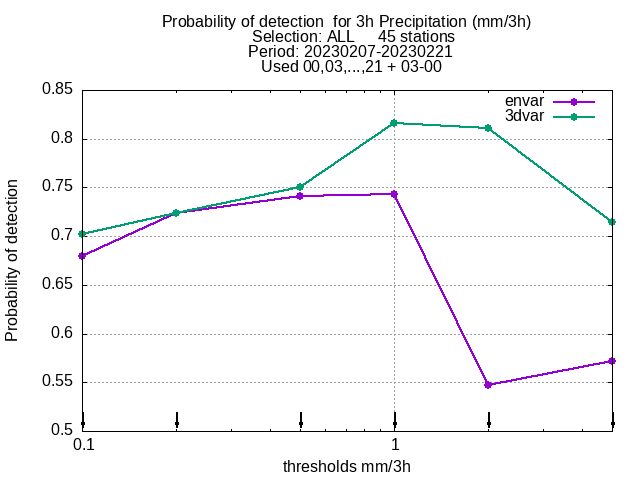 Probability of detection  for 3h Precipitation (mm/3h)
Selection: ALL     45 stations
Period: 20230207-20230221
Used 00,03,...,21 + 03-00
envar
3dvar
0.85
0.8
0.75
0.7
0.65
0.6
0.55
0.5
Probability of detection
0.1
1
thresholds mm/3h